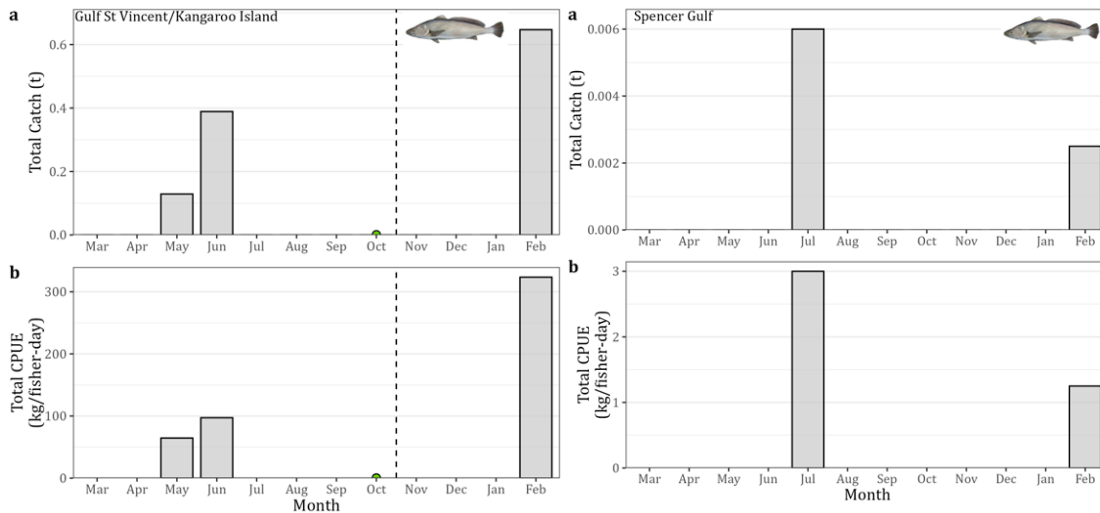 a
Gulf St Vincent/Kangaroo Island
Total Catch (t)
0.6
0.4
0.2
0.0
Mar Apr May Jun Jul Aug Sep Oct Nov Dec Jan Feb
b
Total CPUE
(kg/fisher-day)
300
200
100
0
Mar Apr May Jun Jul Aug Sep Oct Nov Dec Jan Feb
Month
a
Spencer Gulf
Total Catch (t)
0.006
0.004
0.002
0.000
Mar Apr May Jun Jul Aug Sep Oct Nov Dec Jan Feb
b
Total CPUE
(kg/fisher-day)
3
2
1
0
Mar Apr May Jun Jul Aug Sep Oct Nov Dec Jan Feb
Month